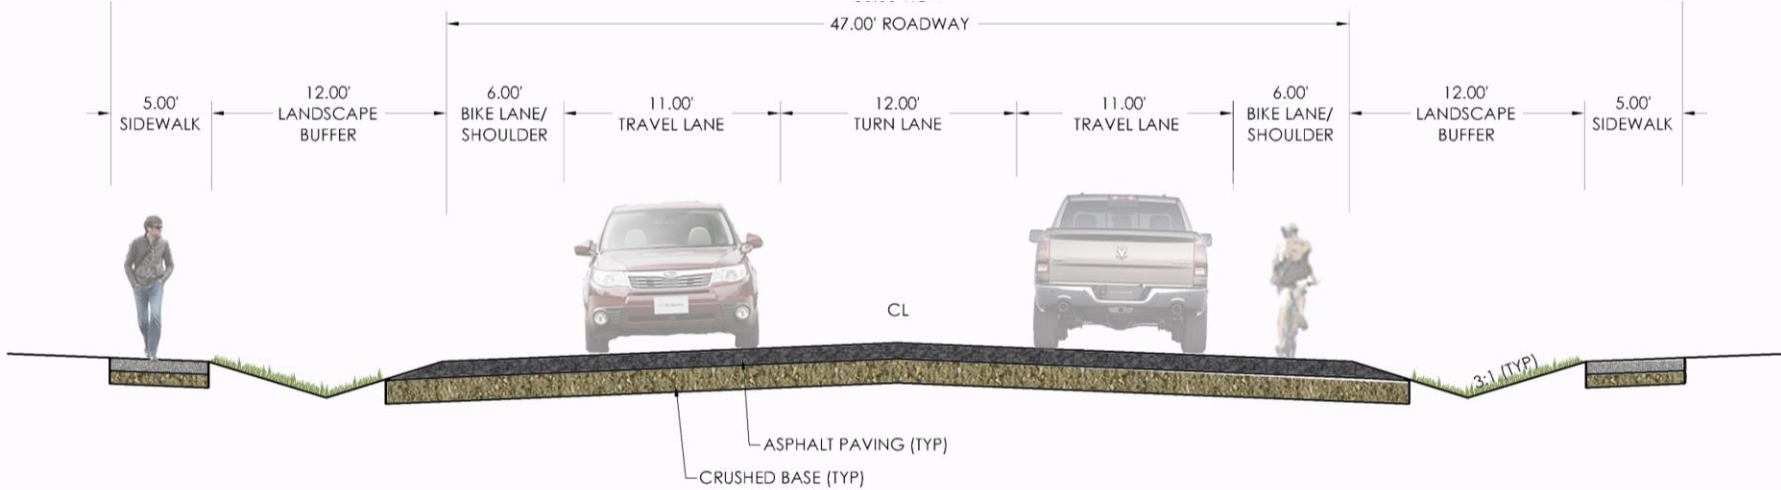 47.00' ROADWAY
5.00'
SIDEWALK
12.00'
LANDSCAPE
BUFFER
6.00'
BIKE LANE/
SHOULDER
11.00'
TRAVEL LANE
12.00'
TURN LANE
11.00'
TRAVEL LANE
6.00'
BIKE LANE/
SHOULDER
12.00'
LANDSCAPE
BUFFER
5.00'
SIDEWALK
CL
3:1 (TYP)
ASPHALT PAVING (TYP)
CRUSHED BASE (TYP)